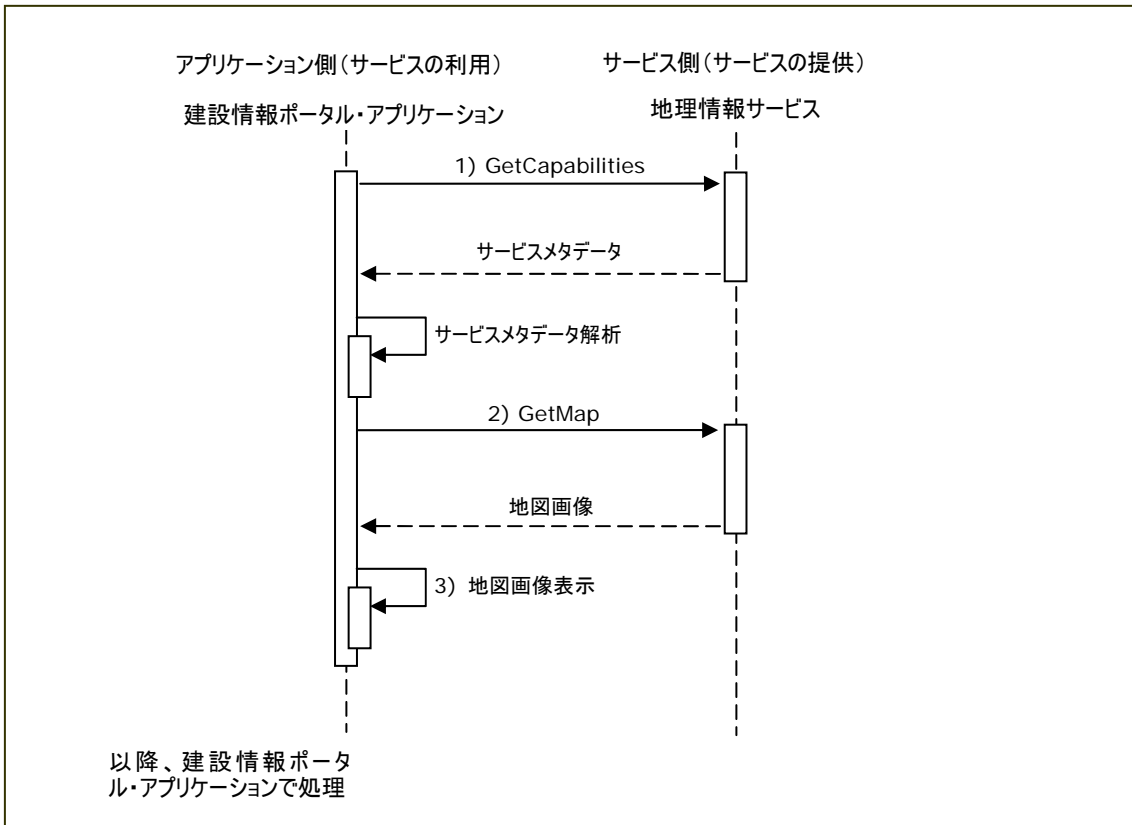 アプリケーション側(サービスの利用)
サービス側(サービスの提供)
建設情報ポータル・アプリケーション
地理情報サービス
1) GetCapabilities
サービスメタデータ
サービスメタデータ解析
2) GetMap
地図画像
3) 地図画像表示
以降、建設情報ポータ
ル・アプリケーションで処理